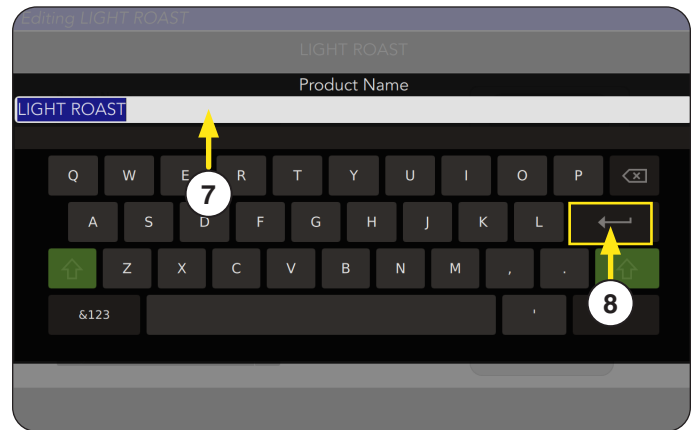 Editing LIGHT ROAST
LIGHT ROAST
Product Name
LIGHT ROAST
7
Q W E R T Y U I O P
A S D F G H J K L
Z X C V B N M , .
8
&123 '